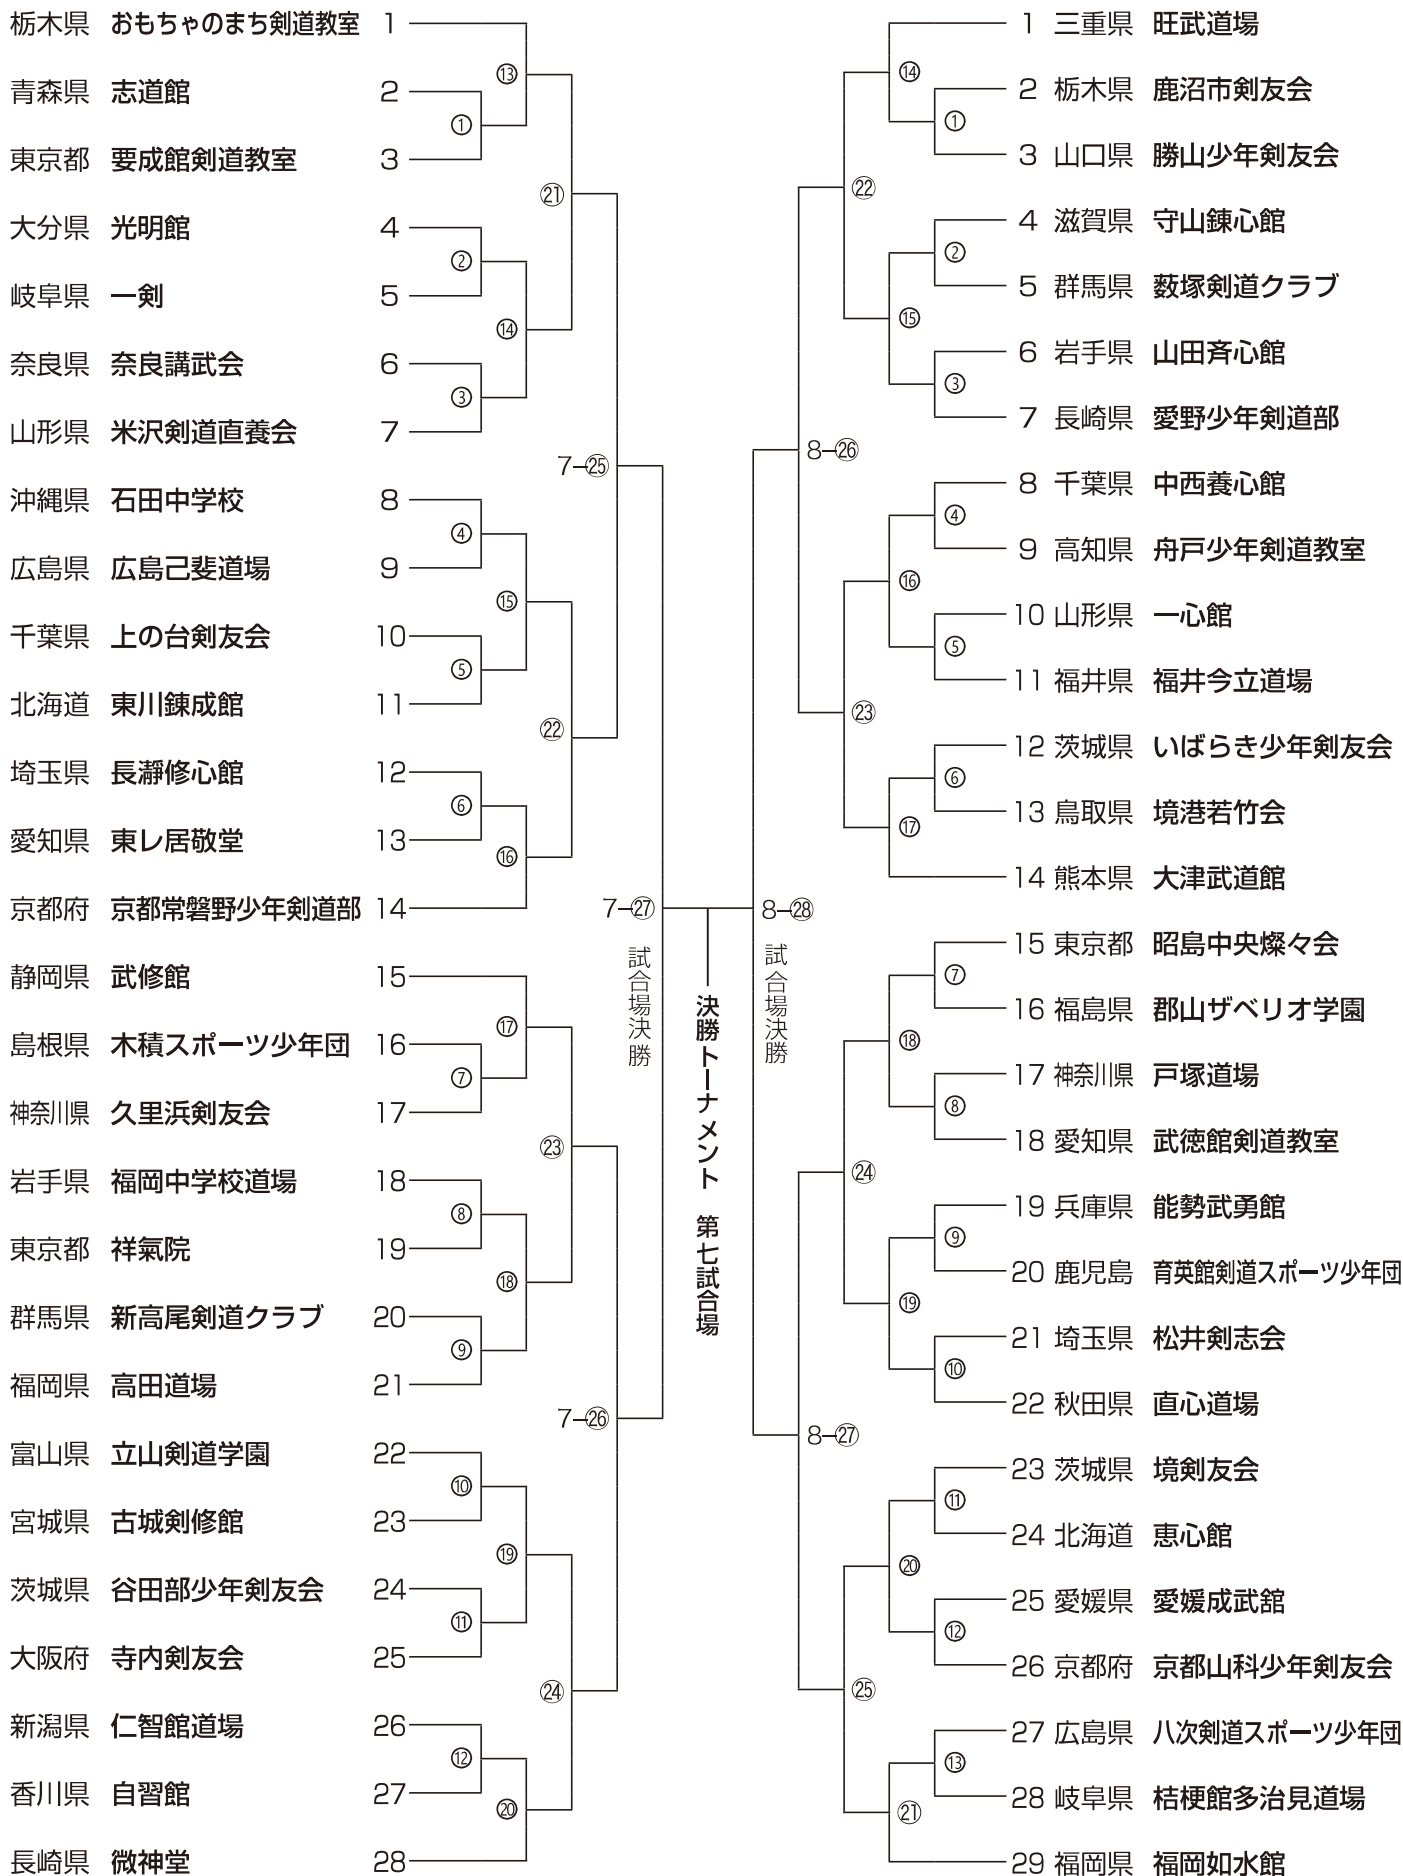 栃木県 おもちゃのまち剣道教室 1
青森県 志道館 2
東京都 要成館剣道教室 3
大分県 光明館 4
岐阜県 一剣 5
奈良県 奈良講武会 6
山形県 米沢剣道直養会 7
沖縄県 石田中学校 8
広島県 広島己斐道場 9
千葉県 上の台剣友会 10
北海道 東川錬成館 11
埼玉県 長瀞修心館 12
愛知県 東レ居敬堂 13
京都府 京都常磐野少年剣道部 14
静岡県 武修館 15
島根県 木積スポーツ少年団 16
神奈川県 久里浜剣友会 17
岩手県 福岡中学校道場 18
東京都 祥氣院 19
群馬県 新高尾剣道クラブ 20
福岡県 高田道場 21
富山県 立山剣道学園 22
宮城県 古城剣修館 23
茨城県 谷田部少年剣友会 24
大阪府 寺内剣友会 25
新潟県 仁智館道場 26
香川県 自習館 27
長崎県 微神堂 28
⑬
①
㉑
②
⑭
③
7-㉕
④
⑮
⑤
㉒
⑥
⑯
7-㉗
試合場決勝
⑰
⑦
㉓
⑧
⑱
⑨
7-㉖
⑩
⑲
⑪
㉔
⑫
⑳
決勝トーナメント 第七試合場
8-㉘
試合場決勝
⑭
①
㉒
②
⑮
③
8-㉖
④
⑯
⑤
㉓
⑥
⑰
⑦
⑱
⑧
㉔
⑨
⑲
⑩
8-㉗
⑪
⑳
⑫
㉕
⑬
㉑
1 三重県 旺武道場
2 栃木県 鹿沼市剣友会
3 山口県 勝山少年剣友会
4 滋賀県 守山錬心館
5 群馬県 薮塚剣道クラブ
6 岩手県 山田斉心館
7 長崎県 愛野少年剣道部
8 千葉県 中西養心館
9 高知県 舟戸少年剣道教室
10 山形県 一心館
11 福井県 福井今立道場
12 茨城県 いばらき少年剣友会
13 鳥取県 境港若竹会
14 熊本県 大津武道館
15 東京都 昭島中央燦々会
16 福島県 郡山ザベリオ学園
17 神奈川県 戸塚道場
18 愛知県 武徳館剣道教室
19 兵庫県 能勢武勇館
20 鹿児島 育英館剣道スポーツ少年団
21 埼玉県 松井剣志会
22 秋田県 直心道場
23 茨城県 境剣友会
24 北海道 恵心館
25 愛媛県 愛媛成武舘
26 京都府 京都山科少年剣友会
27 広島県 八次剣道スポーツ少年団
28 岐阜県 桔梗館多治見道場
29 福岡県 福岡如水館